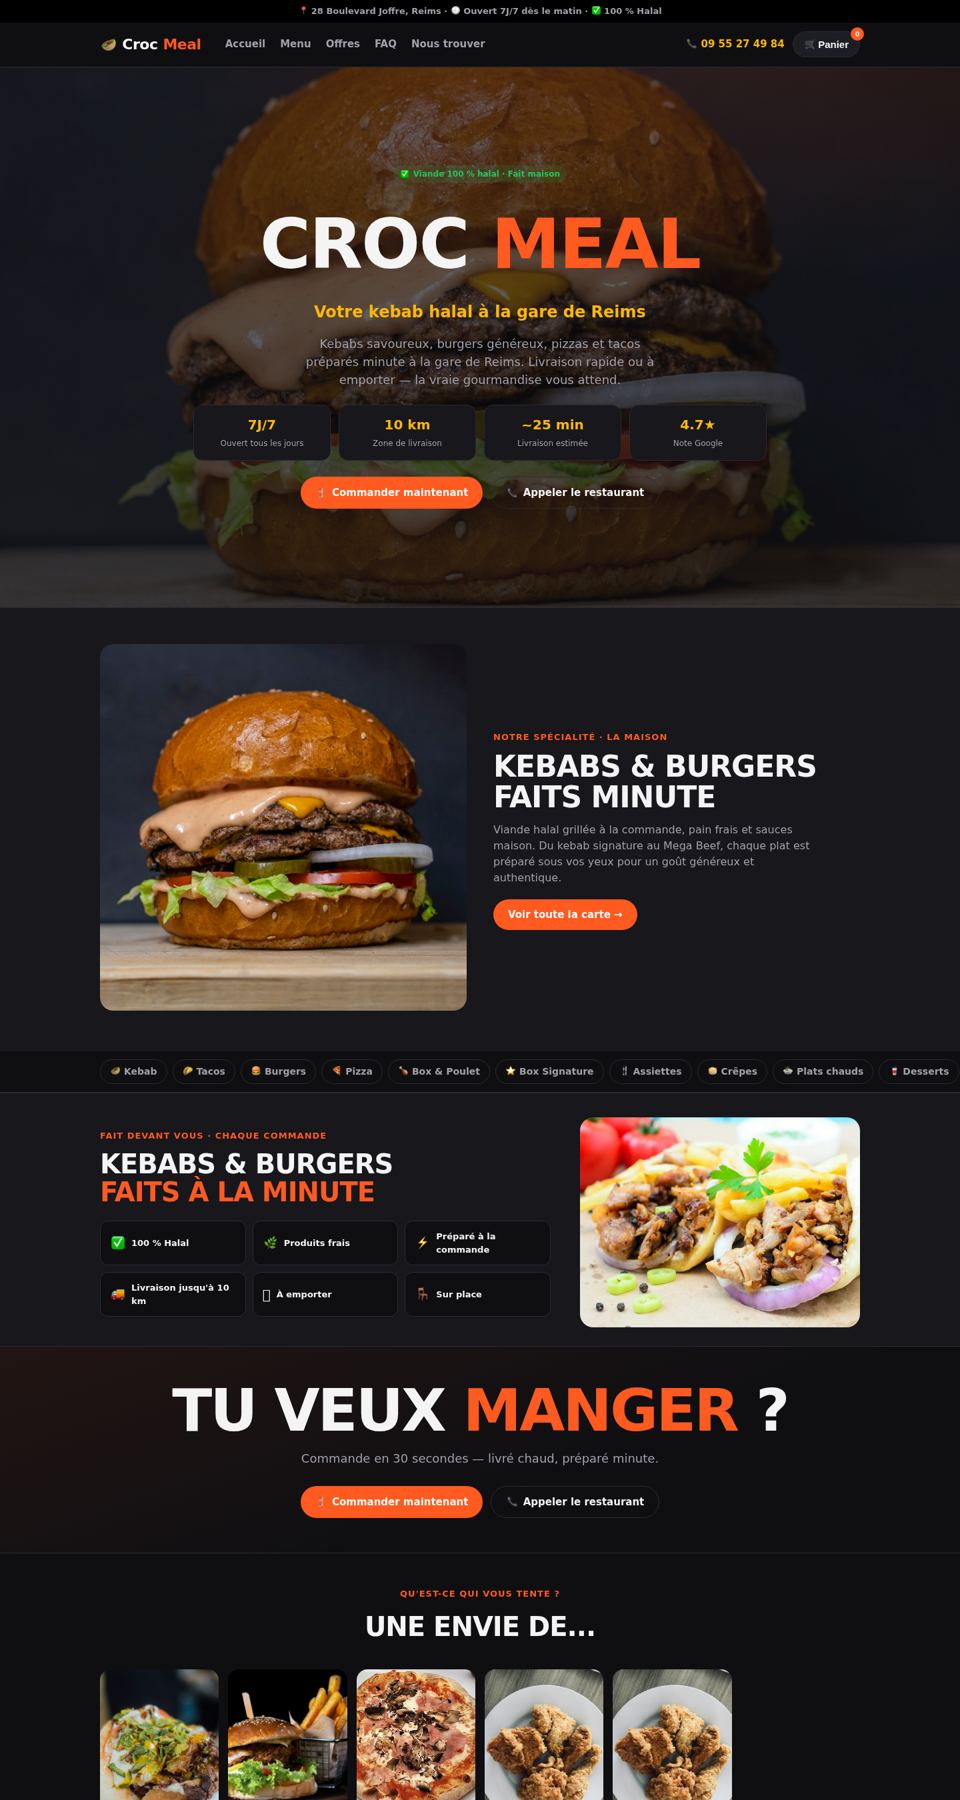 28 Boulevard Joffre, Reims · Ouvert 7J/7 dès le matin · 100 % Halal
Croc Meal
Accueil Menu Offres FAQ Nous trouver
09 55 27 49 84
Panier
0
Viande 100 % halal · Fait maison
CROC MEAL
Votre kebab halal à la gare de Reims
Kebabs savoureux, burgers généreux, pizzas et tacos
préparés minute à la gare de Reims. Livraison rapide ou à
emporter — la vraie gourmandise vous attend.
7J/7
Ouvert tous les jours
10 km
Zone de livraison
~25 min
Livraison estimée
4.7★
Note Google
Commander maintenant
Appeler le restaurant
NOTRE SPÉCIALITÉ · LA MAISON
KEBABS & BURGERS
FAITS MINUTE
Viande halal grillée à la commande, pain frais et sauces
maison. Du kebab signature au Mega Beef, chaque plat est
préparé sous vos yeux pour un goût généreux et
authentique.
Voir toute la carte →
Kebab
Tacos
Burgers
Pizza
Box & Poulet
Box Signature
Assiettes
Crêpes
Plats chauds
Desserts
FAIT DEVANT VOUS · CHAQUE COMMANDE
KEBABS & BURGERS
FAITS À LA MINUTE
100 % Halal
Produits frais
Préparé à la
commande
Livraison jusqu'à 10
km
À emporter
Sur place
TU VEUX MANGER ?
Commande en 30 secondes — livré chaud, préparé minute.
Commander maintenant
Appeler le restaurant
QU'EST-CE QUI VOUS TENTE ?
UNE ENVIE DE...